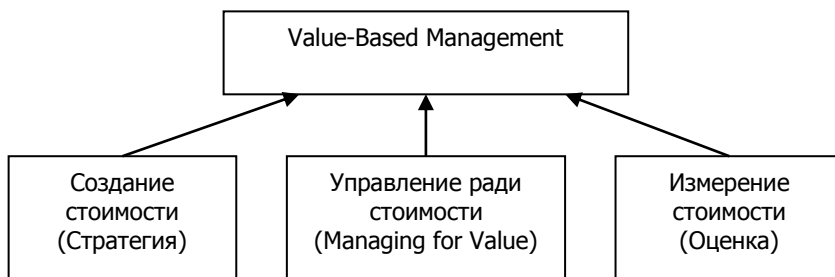 Value-Based Management
Создание
стоимости
(Стратегия)
Управление ради
стоимости
(Managing for Value)
Измерение
стоимости
(Оценка)